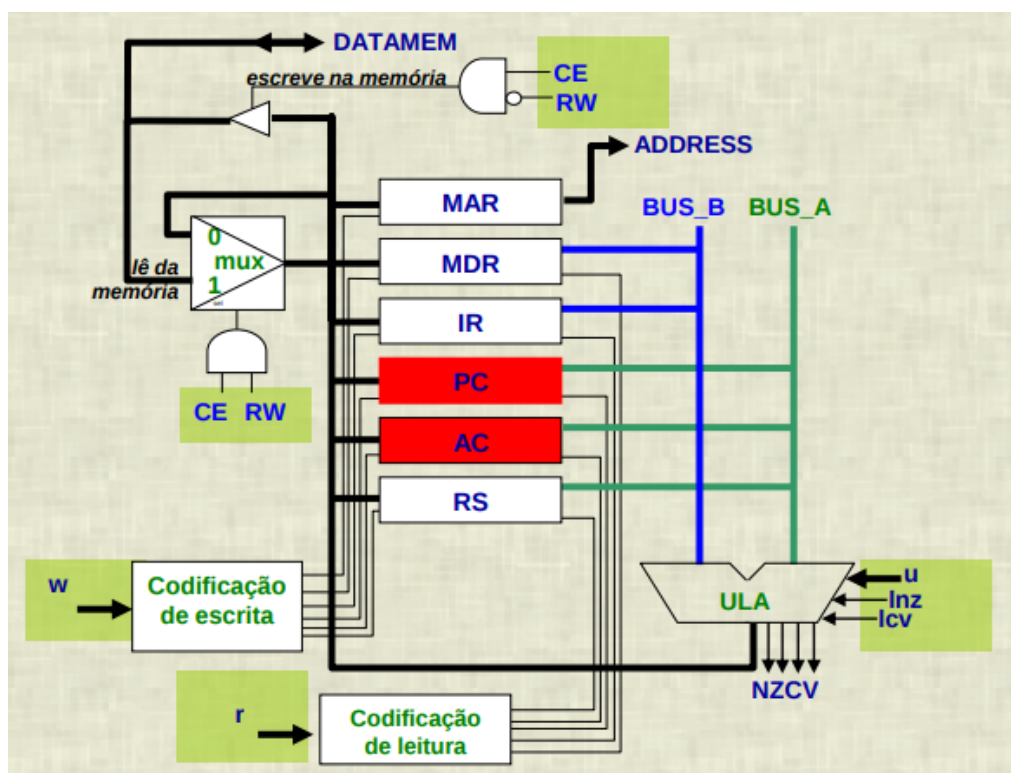 DATAMEM
escreve na memória
CE
RW
ADDRESS
MAR
BUS_B
BUS_A
0
mux
1
lê da
memória
MDR
IR
PC
CE RW
AC
RS
w
Codificação
de escrita
ULA
u
lnz
lcv
NZCV
r
Codificação
de leitura